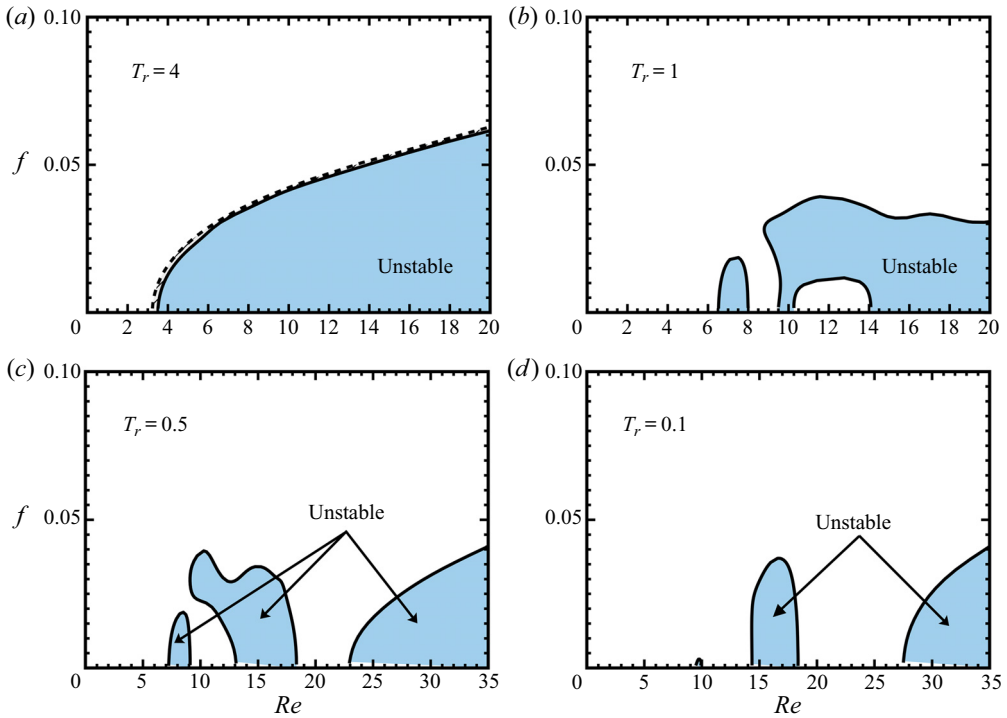 (a)
0.10
T_r = 4
f
0.05
Unstable
0 2 4 6 8 10 12 14 16 18 20
(b)
0.10
T_r = 1
0.05
Unstable
0 2 4 6 8 10 12 14 16 18 20
(c)
0.10
T_r = 0.5
f
0.05
Unstable
0 5 10 15 20 25 30 35
Re
(d)
0.10
T_r = 0.1
0.05
Unstable
0 5 10 15 20 25 30 35
Re